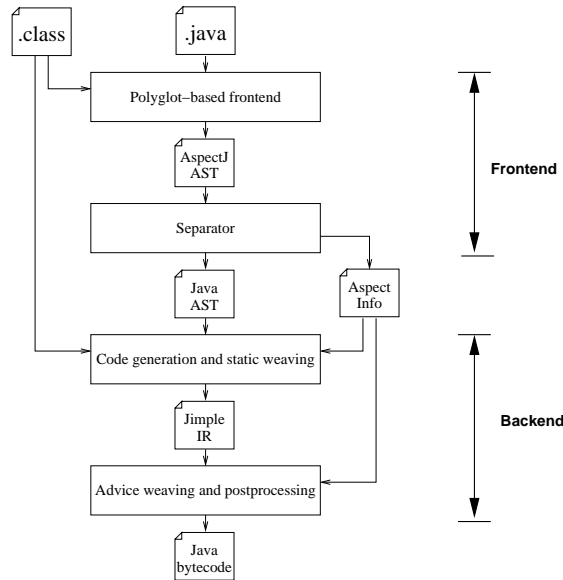 .class
.java
Polyglot−based frontend
AspectJ
AST
Frontend
Separator
Java
AST
Aspect
Info
Code generation and static weaving
Jimple
IR
Backend
Advice weaving and postprocessing
Java
bytecode